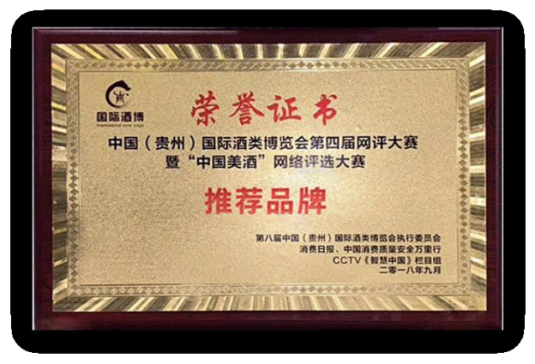 国际酒博
荣誉证书
中国（贵州）国际酒类博览会第四届网评大赛
暨“中国美酒”网络评选大赛
推荐品牌
第八届中国（贵州）国际酒类博览会执行委员会
消费日报、中国消费质量安全万里行
CCTV《智慧中国》栏目组
二零一八年九月